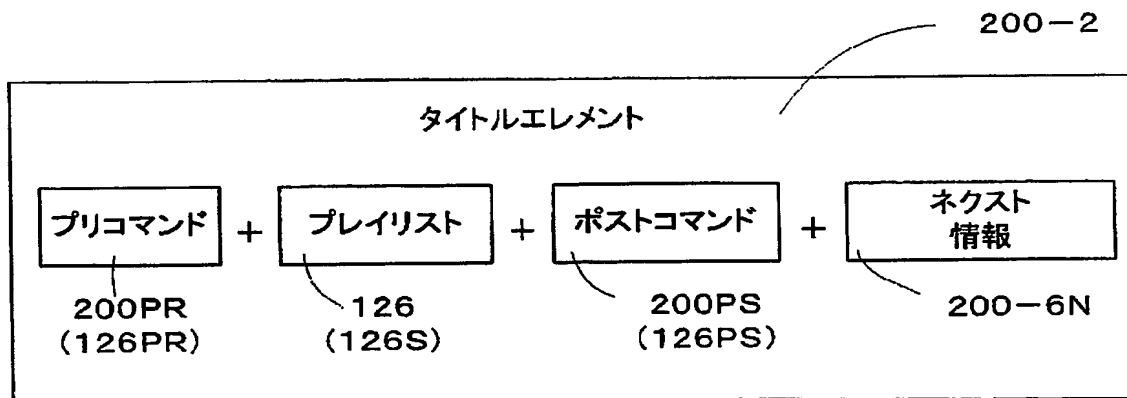 200-2
タイトルエレメント
プリコマンド + プレイリスト + ポストコマンド + ネクスト
情報
200PR 126 200PS 200-6N
(126PR) (126S) (126PS)